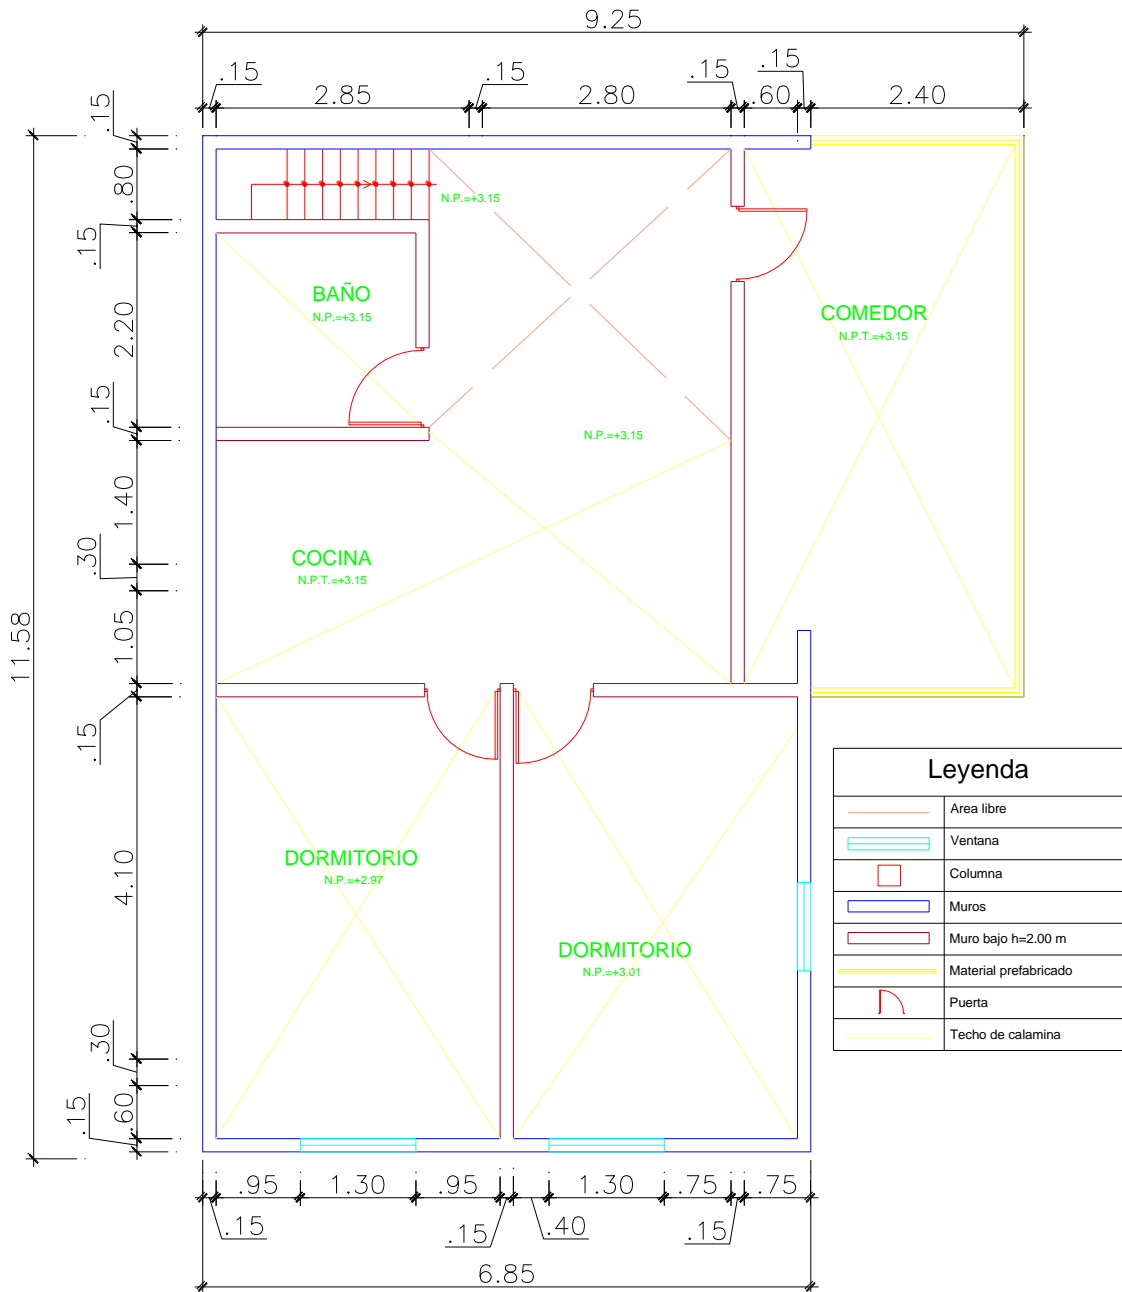 9.25
.15
.15
.15
.15
2.85
2.80
.60
2.40
.15
.80
.15
2.20
.15
1.40
.30
1.05
.15
4.10
.30
.60
.15
11.58
N.P.=+3.15
BAÑO
N.P.=+3.15
COMEDOR
N.P.T.=+3.15
N.P.=+3.15
COCINA
N.P.T.=+3.15
DORMITORIO
N.P.=+2.97
DORMITORIO
N.P.=+3.01
Leyenda
Area libre
Ventana
Columna
Muros
Muro bajo h=2.00 m
Material prefabricado
Puerta
Techo de calamina
.95
1.30
.95
1.30
.75
.75
.15
.15
.40
.15
6.85